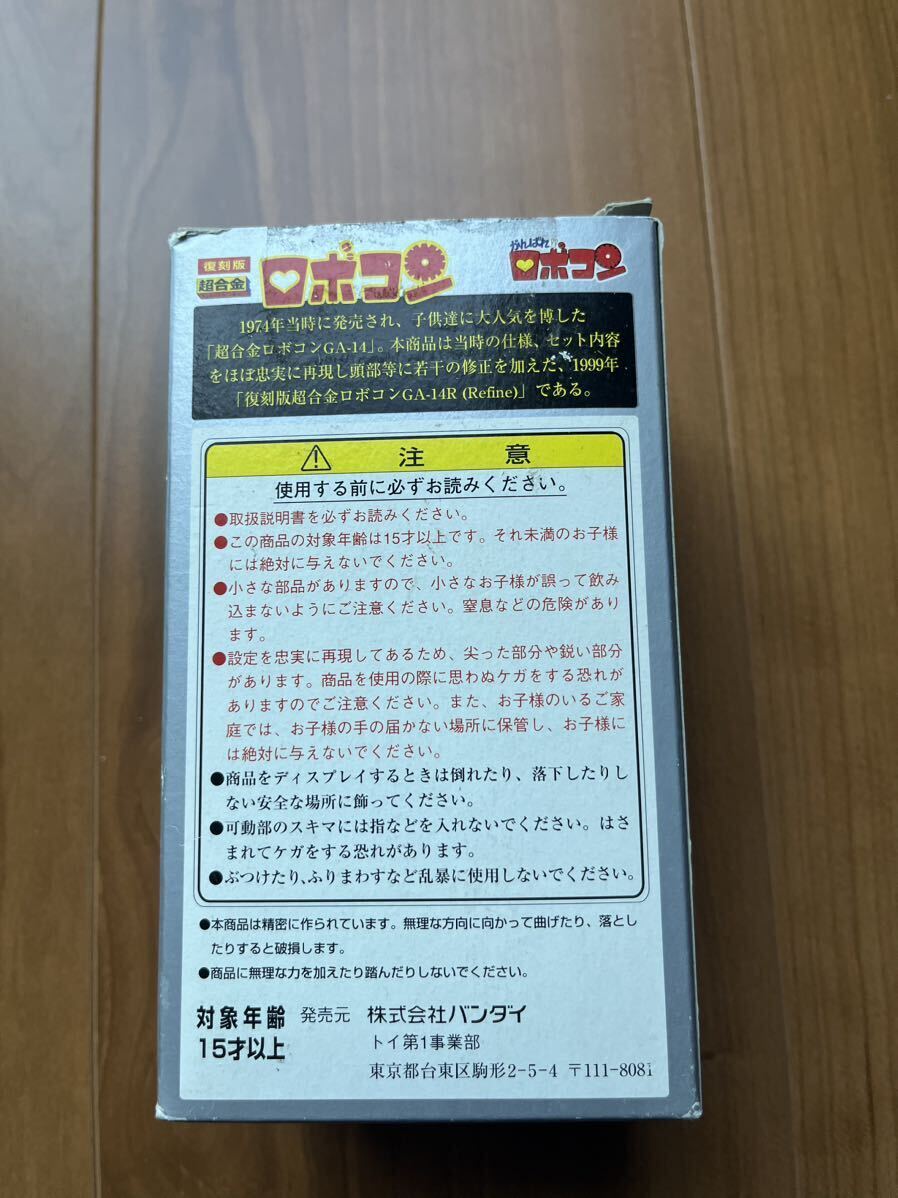 復刻版
超合金
ロボコン
がんばれ
ロボコン
1974年当時に発売され、子供達に大人気を博した
「超合金ロボコンGA-14」。本商品は当時の仕様、セット内容
をほぼ忠実に再現し頭部等に若干の修正を加えた、1999年
「復刻版超合金ロボコンGA-14R (Refine)」である。
注意
使用する前に必ずお読みください。
●取扱説明書を必ずお読みください。
●この商品の対象年齢は15才以上です。それ未満のお子様
には絶対に与えないでください。
●小さな部品がありますので、小さなお子様が誤って飲み
込まないようにご注意ください。窒息などの危険があり
ます。
●設定を忠実に再現してあるため、尖った部分や鋭い部分
があります。商品を使用の際に思わぬケガをする恐れが
ありますのでご注意ください。また、お子様のいるご家
庭では、お子様の手の届かない場所に保管し、お子様に
は絶対に与えないでください。
●商品をディスプレイするときは倒れたり、落下したりし
ない安全な場所に飾ってください。
●可動部のスキマには指などを入れないでください。はさ
まれてケガをする恐れがあります。
●ぶつけたり、ふりまわすなど乱暴に使用しないでください。
●本商品は精密に作られています。無理な方向に向かって曲げたり、落とし
たりすると破損します。
●商品に無理な力を加えたり踏んだりしないでください。
対象年齢
15才以上
発売元 株式会社バンダイ
トイ第1事業部
東京都台東区駒形2-5-4 〒111-8081